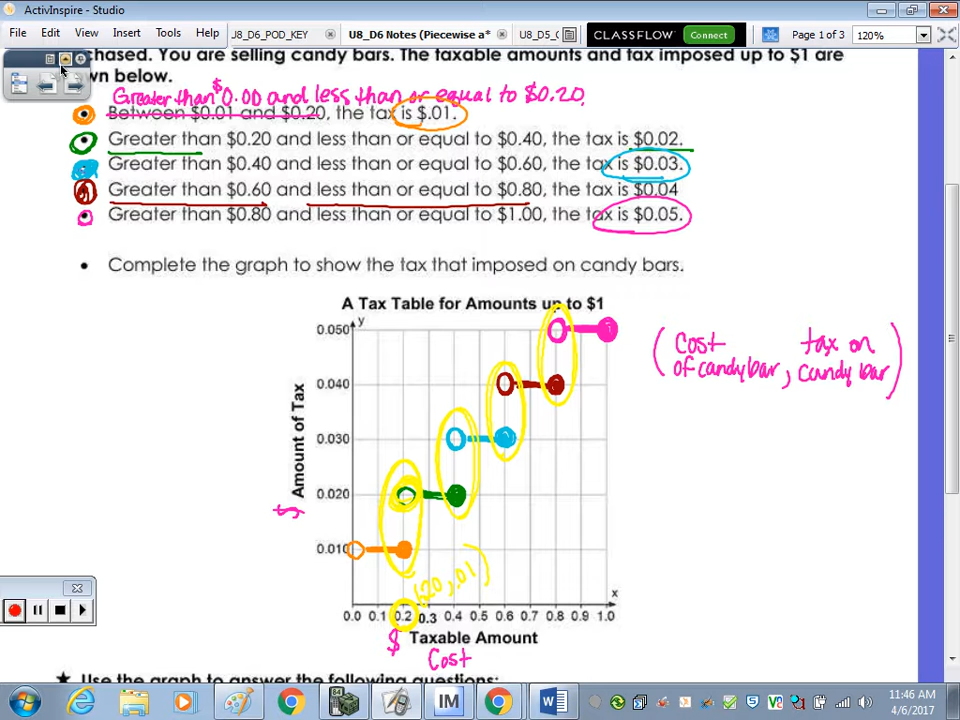 ActivInspire - Studio
File Edit View Insert Tools Help J8_D6_POD_KEY U8_D6 Notes (Piecewise a* U8_D5_ CLASSFLOW Connect Page 1 of 3 120%
chased. You are selling candy bars. The taxable amounts and tax imposed up to $1 are
wn below.
Greater than $0.00 and less than or equal to $0.20,
Between $0.01 and $0.20, the tax is $.01.
Greater than $0.20 and less than or equal to $0.40, the tax is $0.02.
Greater than $0.40 and less than or equal to $0.60, the tax is $0.03.
Greater than $0.60 and less than or equal to $0.80, the tax is $0.04
Greater than $0.80 and less than or equal to $1.00, the tax is $0.05.
• Complete the graph to show the tax that imposed on candy bars.
A Tax Table for Amounts up to $1
0.050 y
0.040
0.030
0.020
0.010
Amount of Tax
$
(cost of candy bar, tax on candy bar)
(.20, .01)
x
0.0 0.1 0.2 0.3 0.4 0.5 0.6 0.7 0.8 0.9 1.0
$ Taxable Amount
Cost
★ Use the graph to answer the following questions:
IM
11:46 AM
4/6/2017